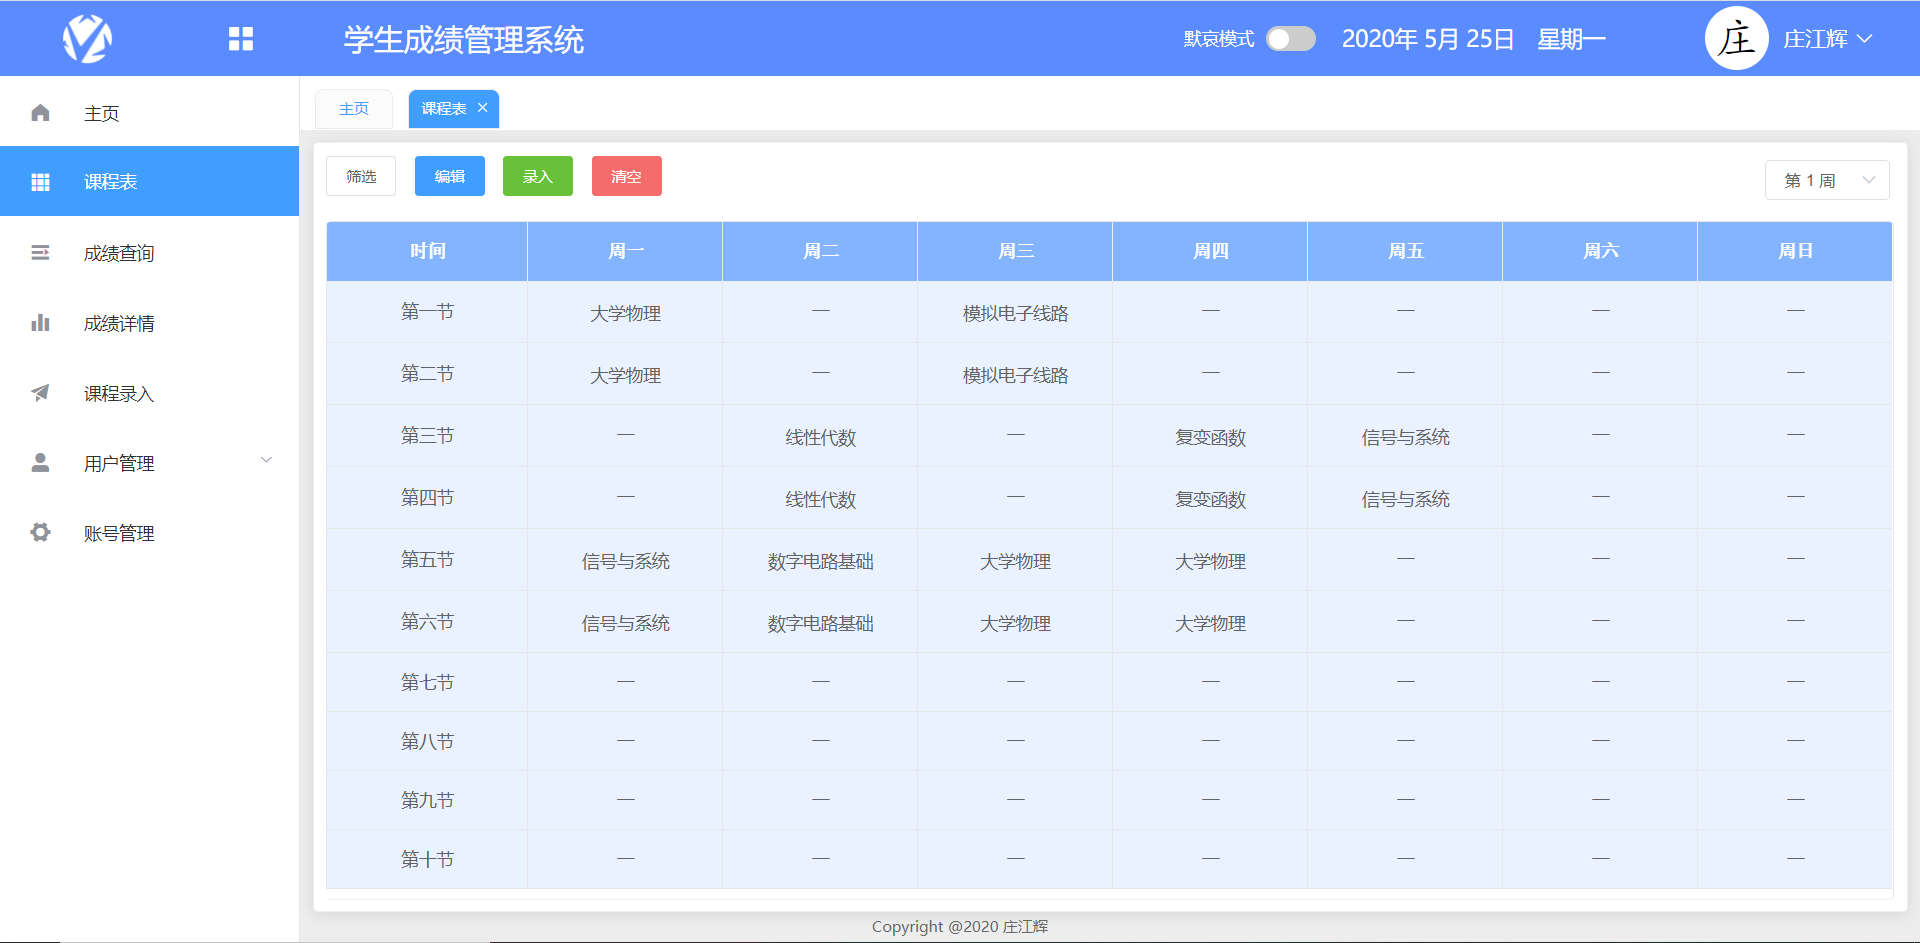 学生成绩管理系统 默哀模式 2020年 5月 25日 星期一 庄 庄江辉
主页
课程表
成绩查询
成绩详情
课程录入
用户管理
账号管理
主页 课程表
筛选 编辑 录入 清空 第 1 周
时间 周一 周二 周三 周四 周五 周六 周日
第一节 大学物理 — 模拟电子线路 — — — —
第二节 大学物理 — 模拟电子线路 — — — —
第三节 — 线性代数 — 复变函数 信号与系统 — —
第四节 — 线性代数 — 复变函数 信号与系统 — —
第五节 信号与系统 数字电路基础 大学物理 大学物理 — — —
第六节 信号与系统 数字电路基础 大学物理 大学物理 — — —
第七节 — — — — — — —
第八节 — — — — — — —
第九节 — — — — — — —
第十节 — — — — — — —
Copyright @2020 庄江辉